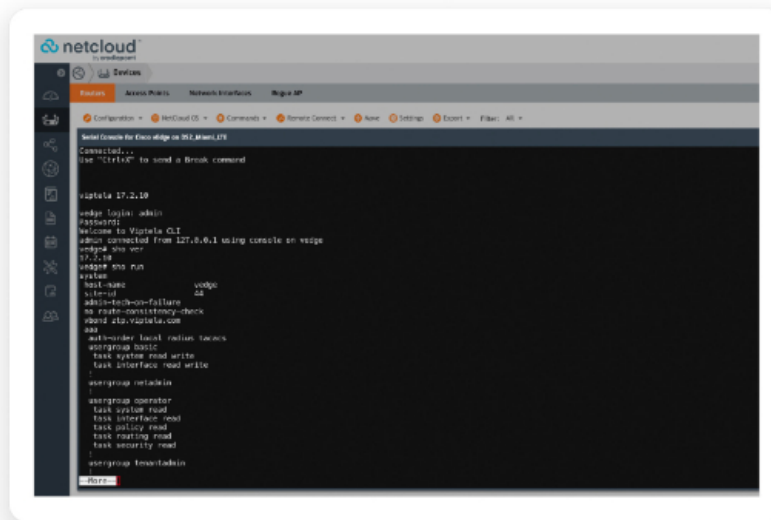 netcloud
by cradlepoint
Devices
Routers Access Points Network Interfaces Rogue AP
Configuration NetCloud OS Commands Remote Connect Move Settings Export Filter: All
Serial Console for Cisco vEdge on DS2_Miami_LTE
Connected...
Use "Ctrl+X" to send a Break command
viptela 17.2.10
vedge login: admin
Password:
Welcome to Viptela CLI
admin connected from 127.0.0.1 using console on vedge
vedge# sho ver
17.2.10
vedge# sho run
system
host-name vedge
site-id 44
admin-tech-on-failure
no route-consistency-check
vbond ztp.viptela.com
aaa
auth-order local radius tacacs
usergroup basic
task system read write
task interface read write
!
usergroup netadmin
!
usergroup operator
task system read
task interface read
task policy read
task routing read
task security read
!
usergroup tenantadmin
!
--More--